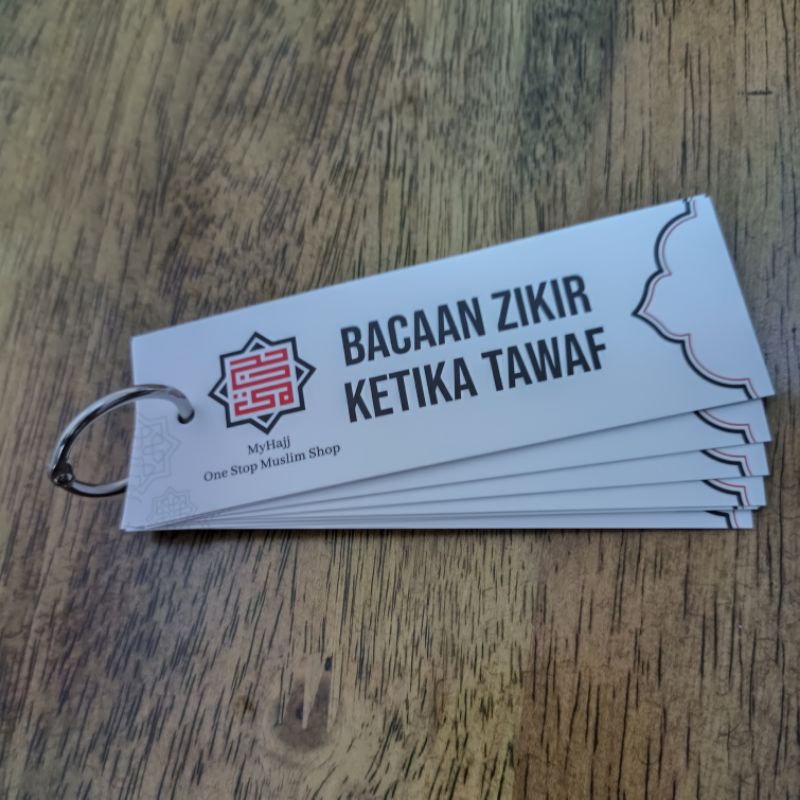 BACAAN ZIKIR
KETIKA TAWAF
MyHajj
One Stop Muslim Shop